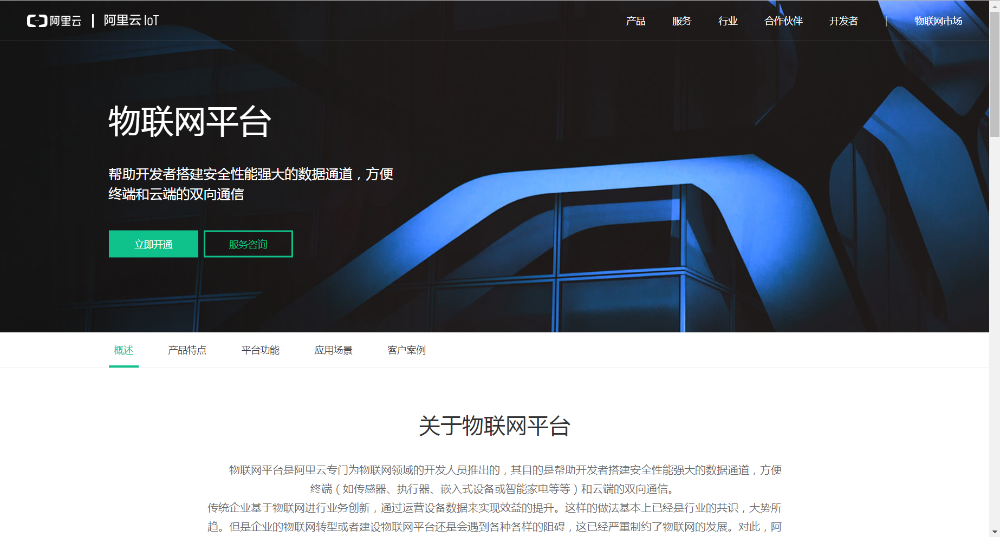 阿里云 | 阿里云 IoT
产品 服务 行业 合作伙伴 开发者 | 物联网市场
物联网平台
帮助开发者搭建安全性能强大的数据通道，方便
终端和云端的双向通信
立即开通 服务咨询
概述 产品特点 平台功能 应用场景 客户案例
关于物联网平台
物联网平台是阿里云专门为物联网领域的开发人员推出的，其目的是帮助开发者搭建安全性能强大的数据通道，方便
终端（如传感器、执行器、嵌入式设备或智能家电等等）和云端的双向通信。
传统企业基于物联网进行业务创新，通过运营设备数据来实现效益的提升。这样的做法基本上已经是行业的共识，大势所
趋。但是企业的物联网转型或者建设物联网平台还是会遇到各种各样的阻碍，这已经严重制约了物联网的发展。对此，阿